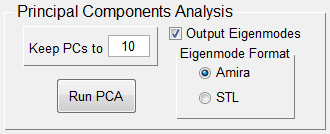 Principal Components Analysis
Keep PCs to 10
Output Eigenmodes
Eigenmode Format
Amira
STL
Run PCA